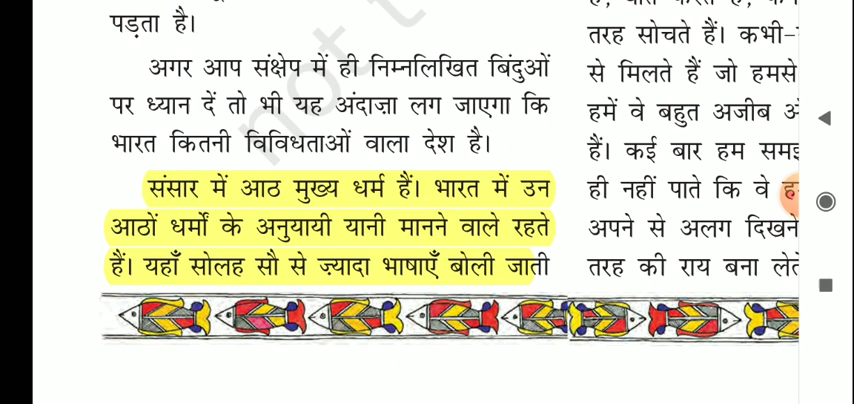 पड़ता है।
अगर आप संक्षेप में ही निम्नलिखित बिंदुओं
पर ध्यान दें तो भी यह अंदाज़ा लग जाएगा कि
भारत कितनी विविधताओं वाला देश है।
संसार में आठ मुख्य धर्म हैं। भारत में उन
आठों धर्मों के अनुयायी यानी मानने वाले रहते
हैं। यहाँ सोलह सौ से ज़्यादा भाषाएँ बोली जाती
तरह सोचते हैं। कभी-
से मिलते हैं जो हमसे
हमें वे बहुत अजीब
हैं। कई बार हम
ही नहीं पाते कि वे
अपने से अलग दिखने
तरह की राय बना लेते
not t